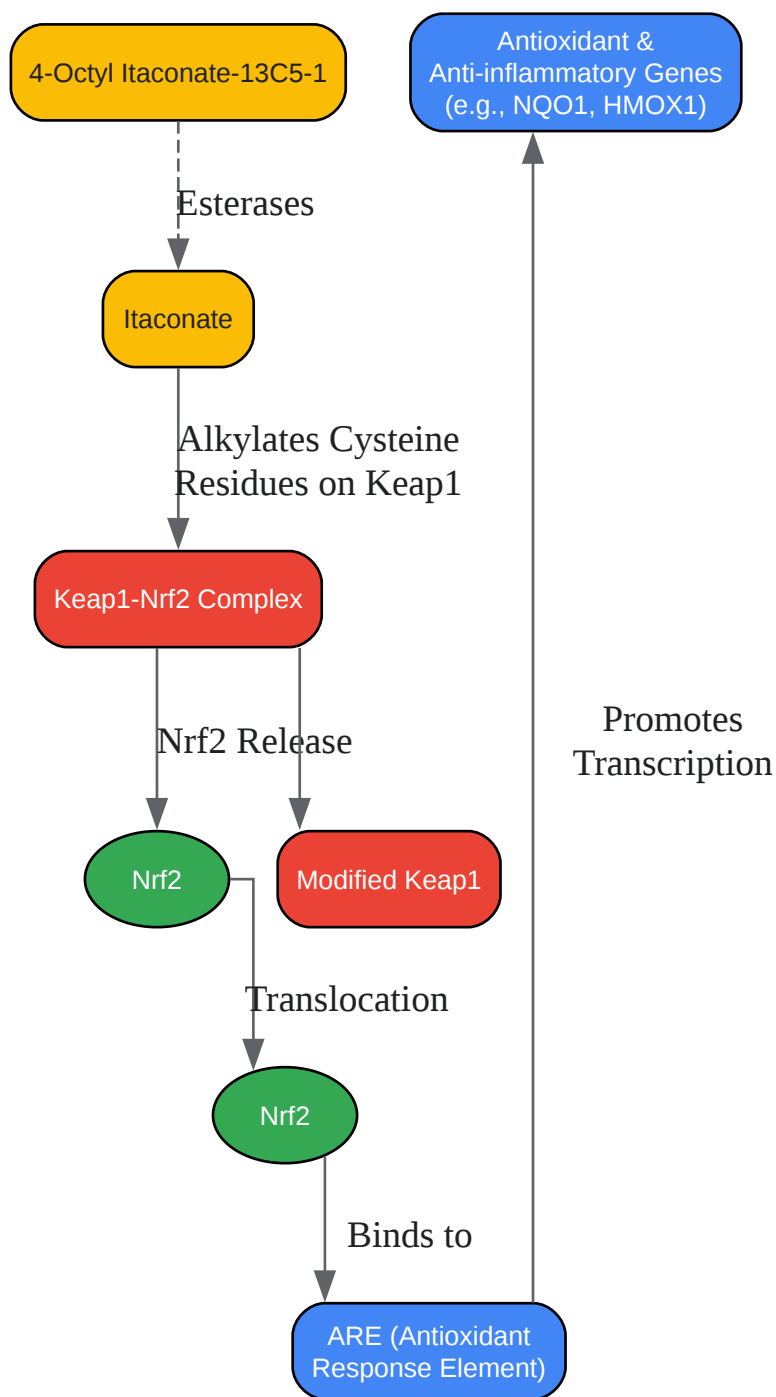 4-Octyl Itaconate-13C5-1
Antioxidant &
Anti-inflammatory Genes
(e.g., NQO1, HMOX1)
Esterases
Itaconate
Alkylates Cysteine
Residues on Keap1
Keap1-Nrf2 Complex
Nrf2 Release
Promotes
Transcription
Nrf2
Modified Keap1
Translocation
Nrf2
Binds to
ARE (Antioxidant
Response Element)